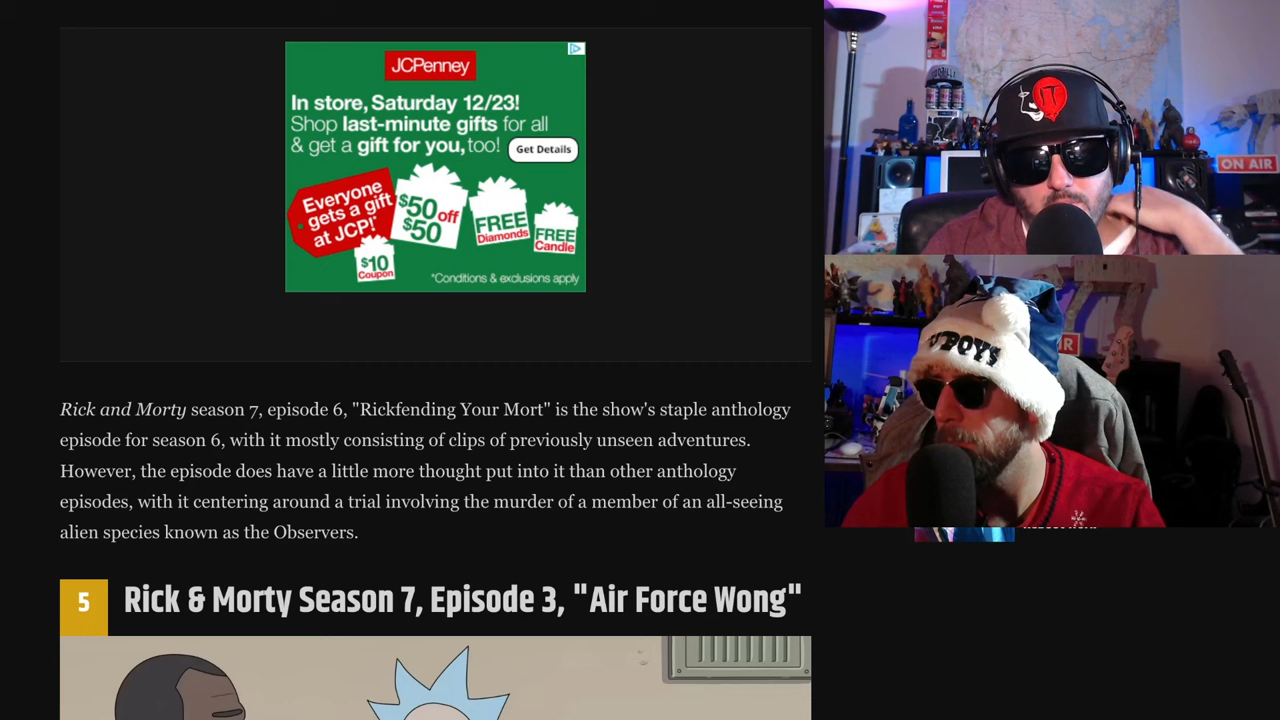 JCPenney
In store, Saturday 12/23!
Shop last-minute gifts for all
& get a gift for you, too!
Get Details
Everyone
gets a gift
at JCP!*
$50 off
$50
FREE
Diamonds
FREE
Candle
$10
Coupon
*Conditions & exclusions apply
Rick and Morty season 7, episode 6, "Rickfending Your Mort" is the show's staple anthology
episode for season 6, with it mostly consisting of clips of previously unseen adventures.
However, the episode does have a little more thought put into it than other anthology
episodes, with it centering around a trial involving the murder of a member of an all-seeing
alien species known as the Observers.
5
Rick & Morty Season 7, Episode 3, "Air Force Wong"
IT
ON AIR